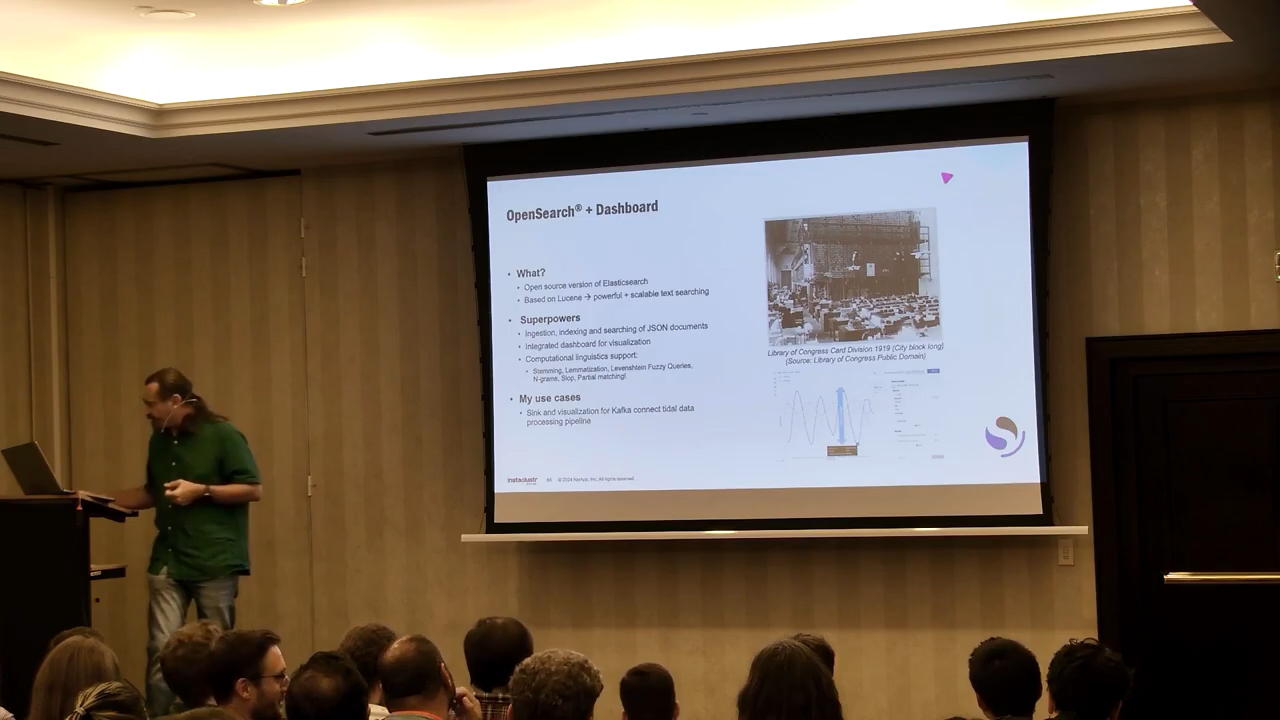 OpenSearch® + Dashboard
• What?
• Open source version of Elasticsearch
• Based on Lucene → powerful + scalable text searching
• Superpowers
• Ingestion, indexing and searching of JSON documents
• Integrated dashboard for visualization
• Computational linguistics support:
• Stemming, Lemmatization, Levenshtein Fuzzy Queries,
N-grams, Slop, Partial matching!
• My use cases
• Sink and visualization for Kafka connect tidal data
processing pipeline
Library of Congress Card Division 1919 (City block long)
(Source: Library of Congress Public Domain)
instaclustr
© 2024 NetApp, Inc. All rights reserved.